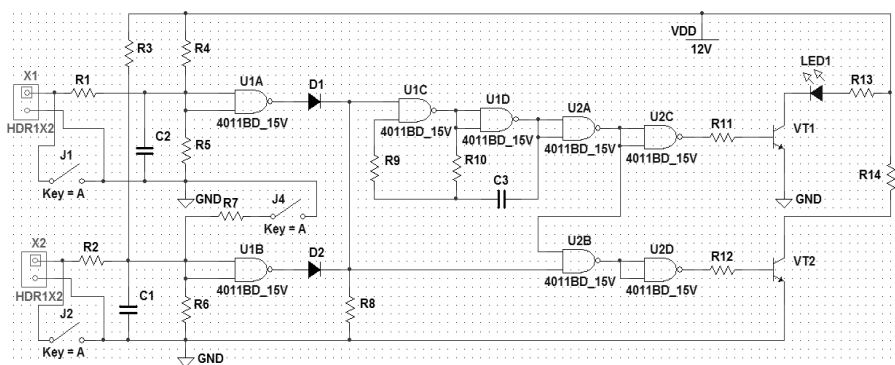 VDD
12V
R3
R4
LED1
X1
R1
U1A
D1
U1C
U1D
U2A
U2C
R13
HDR1X2
4011BD_15V
4011BD_15V
4011BD_15V
4011BD_15V
4011BD_15V
R11
VT1
C2
R5
R9
R10
C3
J1
Key = A
GND
R7
J4
Key = A
GND
R14
X2
R2
U1B
D2
U2B
U2D
R12
VT2
HDR1X2
4011BD_15V
4011BD_15V
4011BD_15V
C1
R6
R8
J2
Key = A
GND